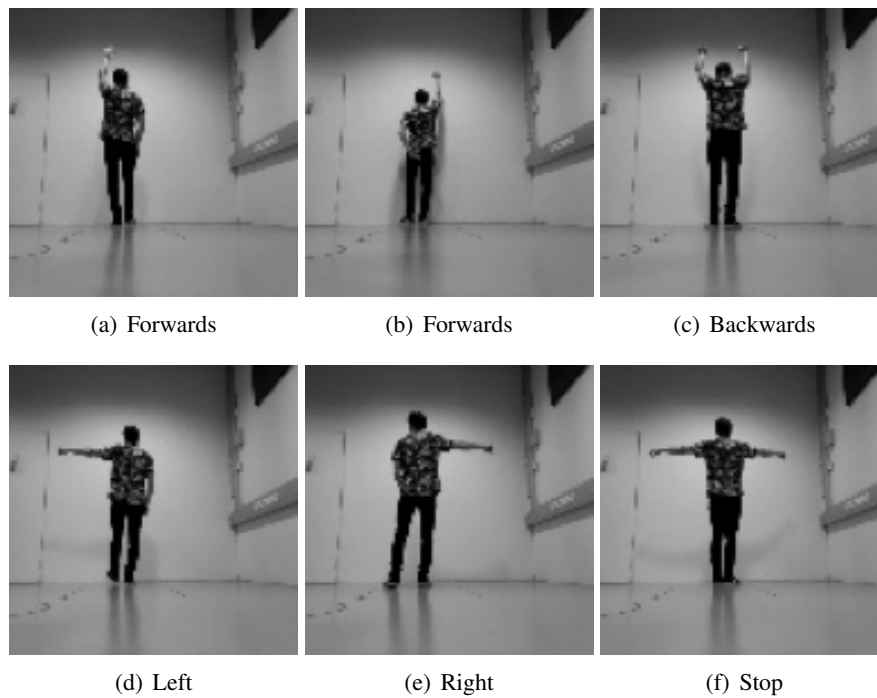 (a) Forwards
(b) Forwards
(c) Backwards
(d) Left
(e) Right
(f) Stop